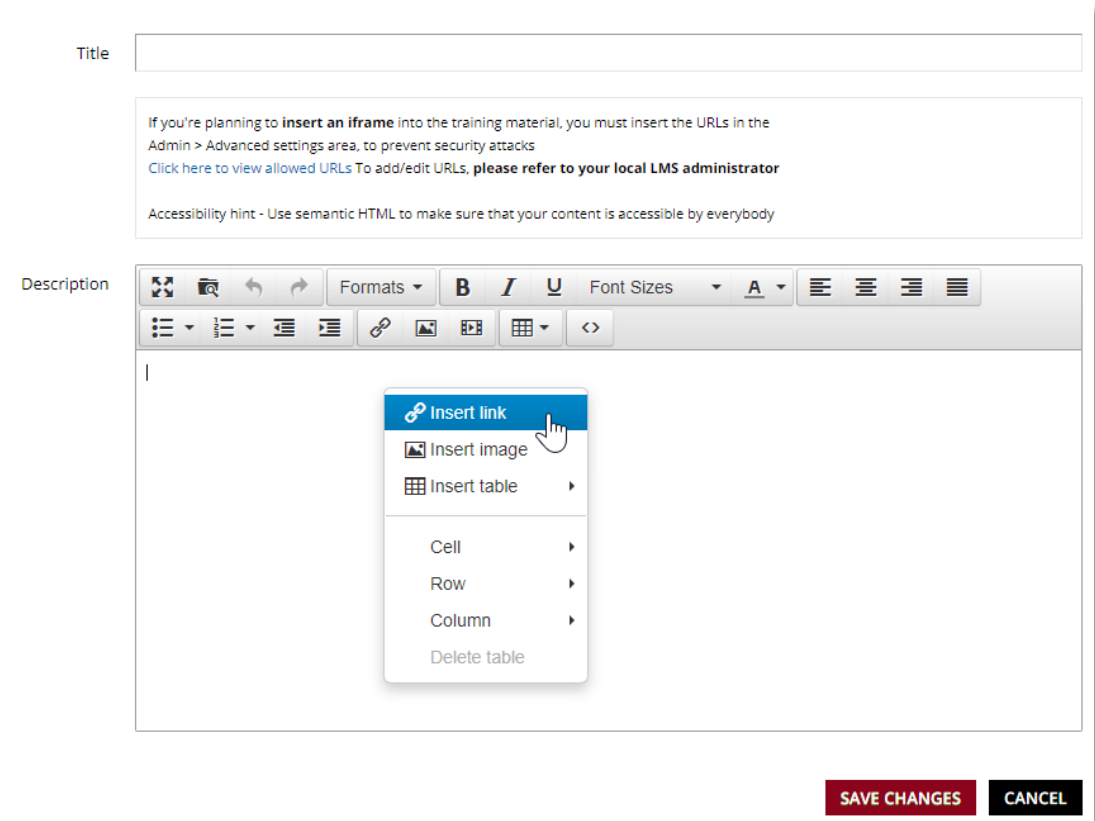 Title
If you're planning to insert an iframe into the training material, you must insert the URLs in the
Admin > Advanced settings area, to prevent security attacks
Click here to view allowed URLs To add/edit URLs, please refer to your local LMS administrator
Accessibility hint - Use semantic HTML to make sure that your content is accessible by everybody
Description
Formats B I U Font Sizes A
Insert link
Insert image
Insert table
Cell
Row
Column
Delete table
SAVE CHANGES CANCEL